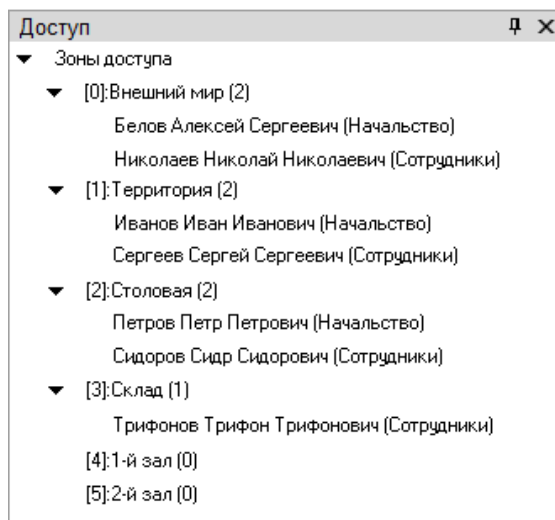 Доступ
Зоны доступа
[0]:Внешний мир (2)
Белов Алексей Сергеевич (Начальство)
Николаев Николай Николаевич (Сотрудники)
[1]:Территория (2)
Иванов Иван Иванович (Начальство)
Сергеев Сергей Сергеевич (Сотрудники)
[2]:Столовая (2)
Петров Петр Петрович (Начальство)
Сидоров Сидр Сидорович (Сотрудники)
[3]:Склад (1)
Трифонов Трифон Трифонович (Сотрудники)
[4]:1-й зал (0)
[5]:2-й зал (0)